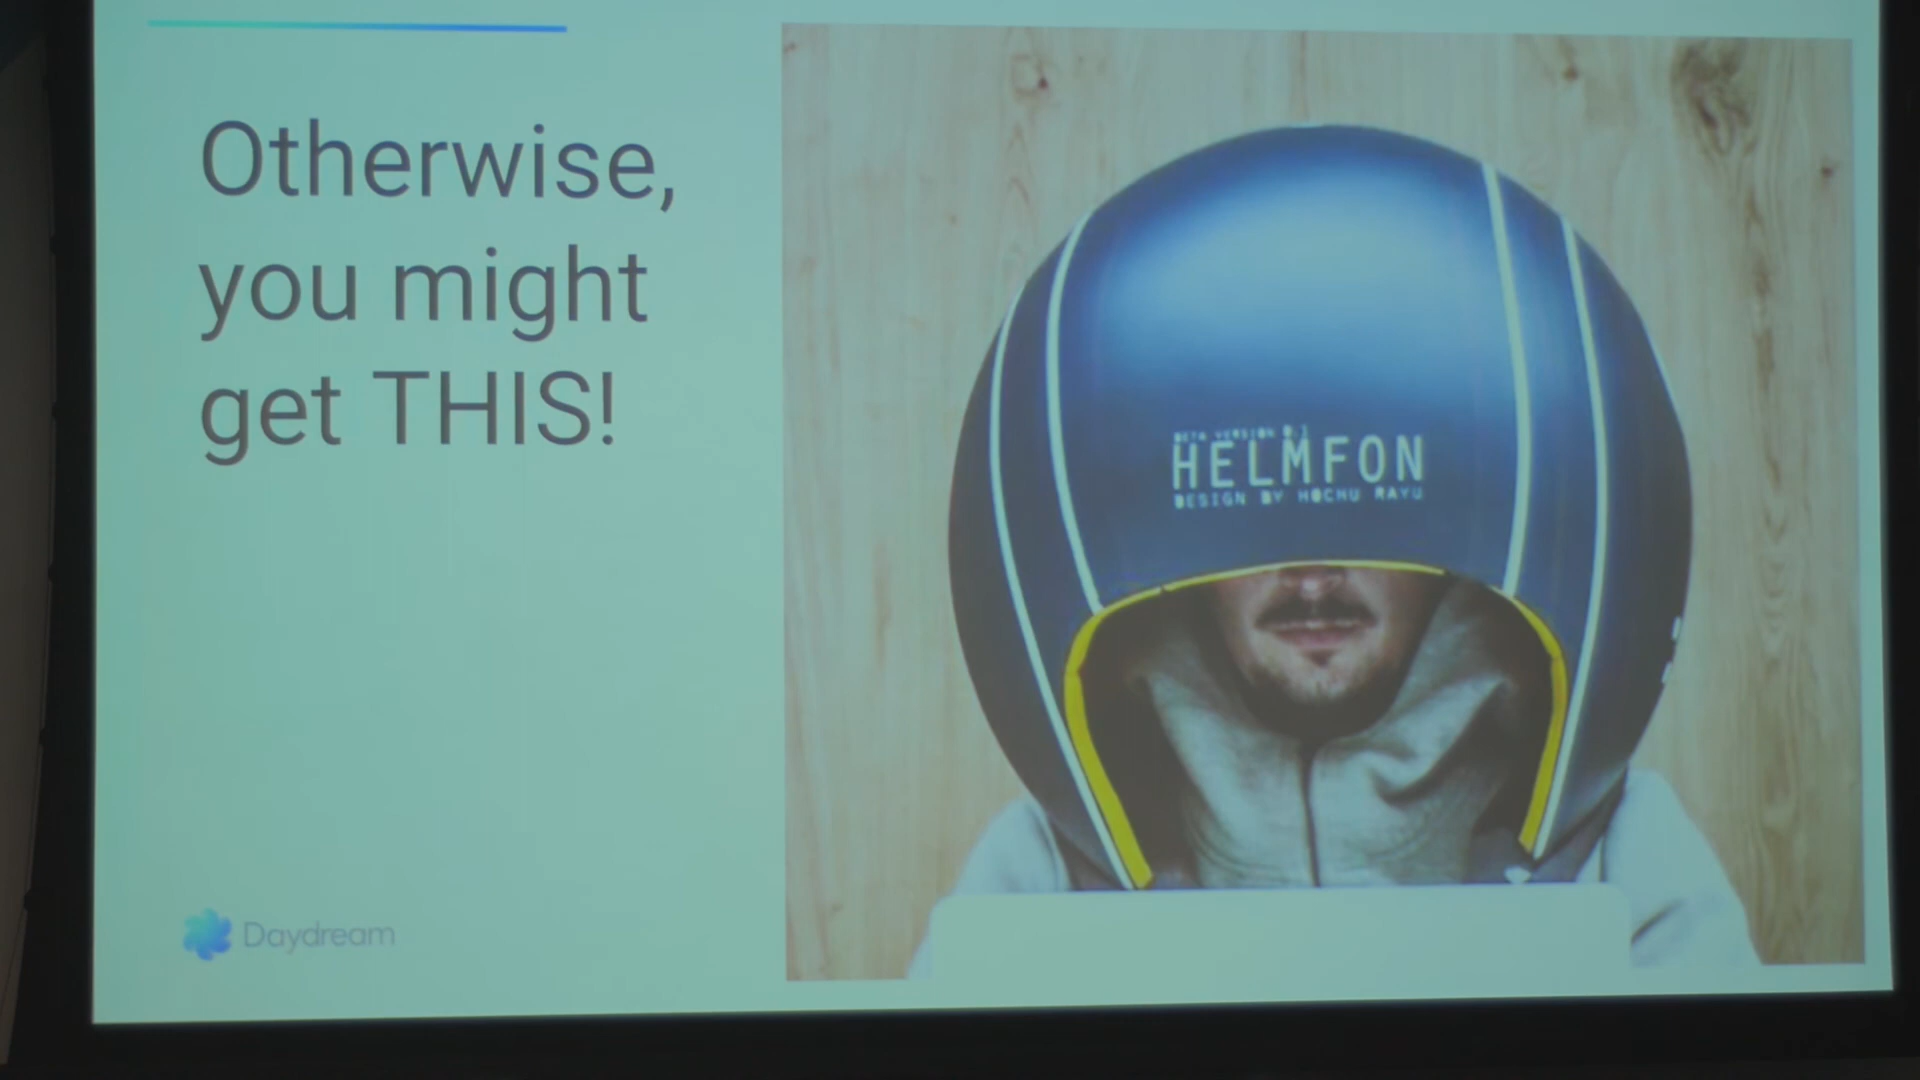 Otherwise,
you might
get THIS!
BETA VERSION 0.1
HELMFON
DESIGN BY HOCHU RAYU
Daydream